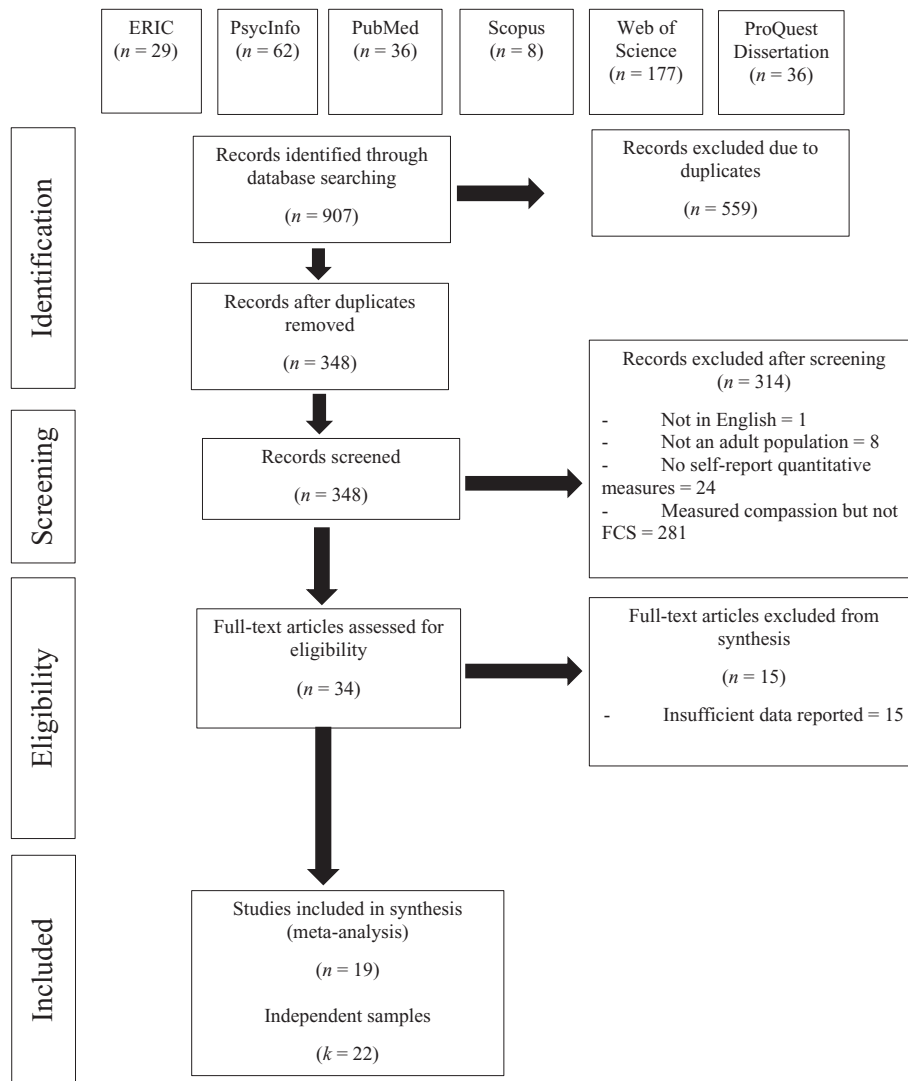 ERIC
(n = 29)
PsycInfo
(n = 62)
PubMed
(n = 36)
Scopus
(n = 8)
Web of
Science
(n = 177)
ProQuest
Dissertation
(n = 36)
Identification
Records identified through
database searching
(n = 907)
Records excluded due to
duplicates
(n = 559)
Records after duplicates
removed
(n = 348)
Screening
Records screened
(n = 348)
Records excluded after screening
(n = 314)
- Not in English = 1
- Not an adult population = 8
- No self-report quantitative
measures = 24
- Measured compassion but not
FCS = 281
Eligibility
Full-text articles assessed for
eligibility
(n = 34)
Full-text articles excluded from
synthesis
(n = 15)
- Insufficient data reported = 15
Included
Studies included in synthesis
(meta-analysis)
(n = 19)
Independent samples
(k = 22)